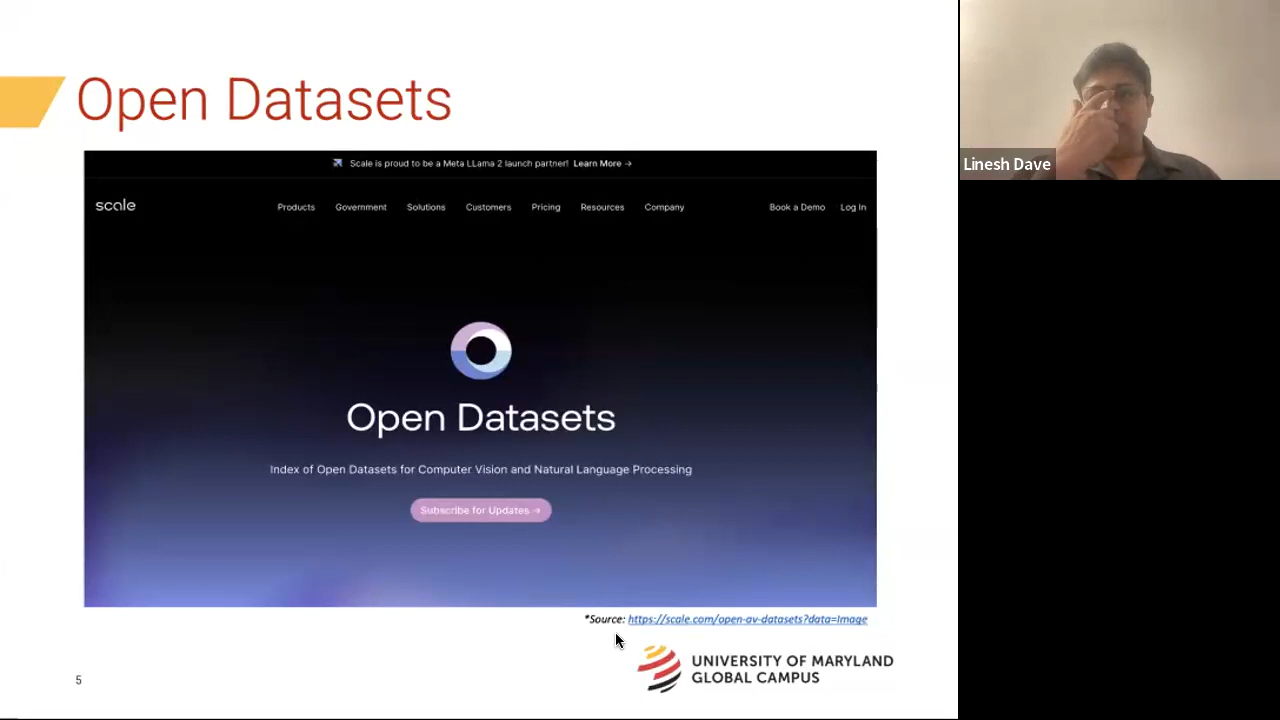 Open Datasets
Scale is proud to be a Meta LLama 2 launch partner! Learn More →
scale
Products Government Solutions Customers Pricing Resources Company Book a Demo Log In
Open Datasets
Index of Open Datasets for Computer Vision and Natural Language Processing
Subscribe for Updates →
*Source: https://scale.com/open-av-datasets?data=Image
5
UNIVERSITY OF MARYLAND
GLOBAL CAMPUS
Linesh Dave